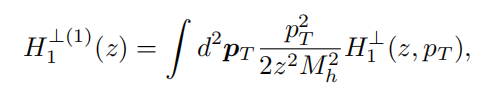 H_1^{\perp(1)}(z) = \int d^2 \boldsymbol{p}_T \frac{p_T^2}{2z^2 M_h^2} H_1^{\perp}(z, p_T),